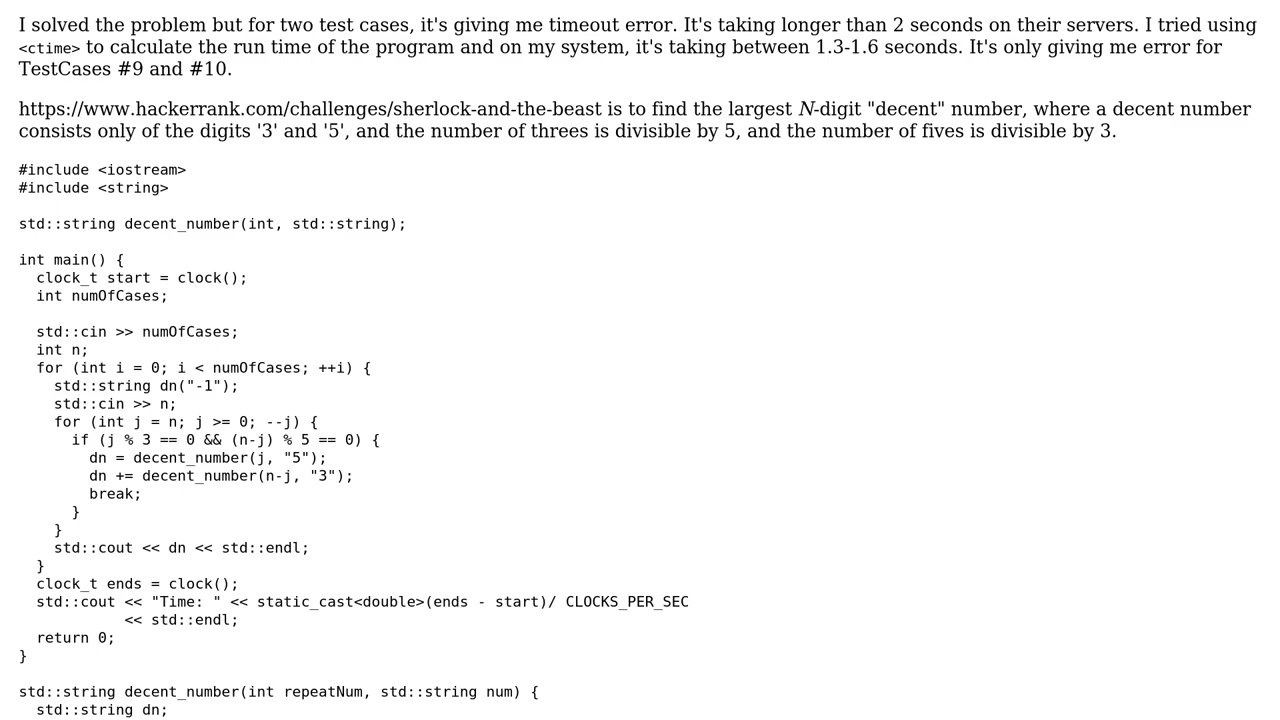 I solved the problem but for two test cases, it's giving me timeout error. It's taking longer than 2 seconds on their servers. I tried using
<ctime> to calculate the run time of the program and on my system, it's taking between 1.3-1.6 seconds. It's only giving me error for
TestCases #9 and #10.
https://www.hackerrank.com/challenges/sherlock-and-the-beast is to find the largest N-digit "decent" number, where a decent number
consists only of the digits '3' and '5', and the number of threes is divisible by 5, and the number of fives is divisible by 3.
#include <iostream>
#include <string>
std::string decent_number(int, std::string);
int main() {
  clock_t start = clock();
  int numOfCases;
  std::cin >> numOfCases;
  int n;
  for (int i = 0; i < numOfCases; ++i) {
    std::string dn("-1");
    std::cin >> n;
    for (int j = n; j >= 0; --j) {
      if (j % 3 == 0 && (n-j) % 5 == 0) {
        dn = decent_number(j, "5");
        dn += decent_number(n-j, "3");
        break;
      }
    }
    std::cout << dn << std::endl;
  }
  clock_t ends = clock();
  std::cout << "Time: " << static_cast<double>(ends - start)/ CLOCKS_PER_SEC
            << std::endl;
  return 0;
}
std::string decent_number(int repeatNum, std::string num) {
  std::string dn;